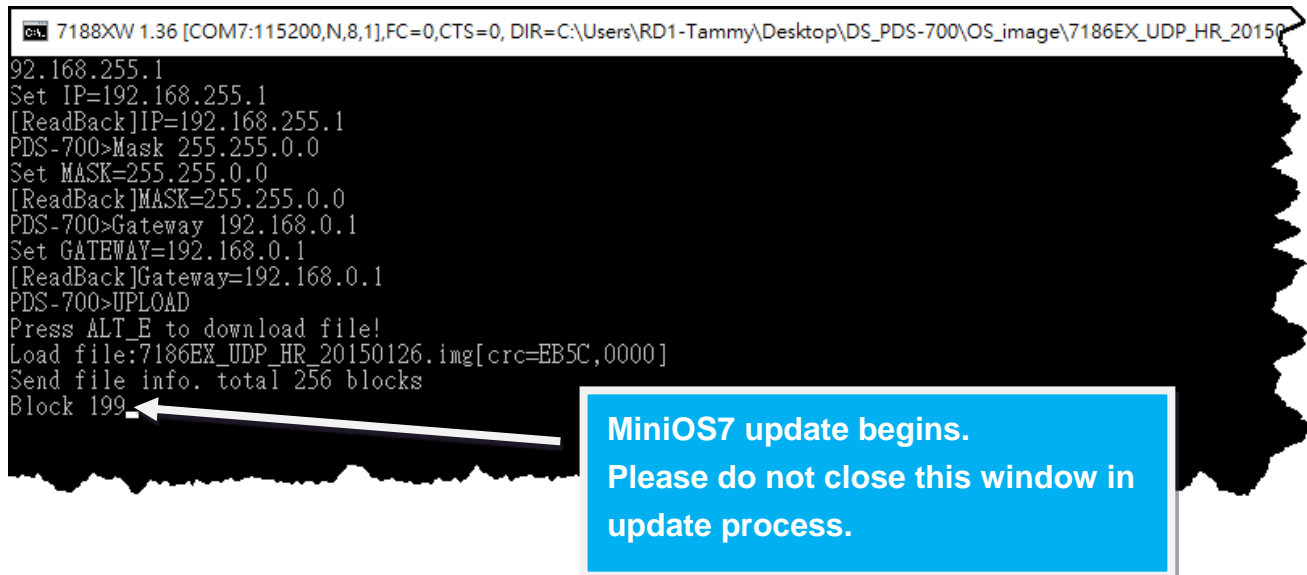 7188XW 1.36 [COM7:115200,N,8,1],FC=0,CTS=0, DIR=C:\Users\RD1-Tammy\Desktop\DS_PDS-700\OS_image\7186EX_UDP_HR_2015
92.168.255.1
Set IP=192.168.255.1
[ReadBack]IP=192.168.255.1
PDS-700>Mask 255.255.0.0
Set MASK=255.255.0.0
[ReadBack]MASK=255.255.0.0
PDS-700>Gateway 192.168.0.1
Set GATEWAY=192.168.0.1
[ReadBack]Gateway=192.168.0.1
PDS-700>UPLOAD
Press ALT_E to download file!
Load file:7186EX_UDP_HR_20150126.img[crc=EB5C,0000]
Send file info. total 256 blocks
Block 199_
MiniOS7 update begins.
Please do not close this window in
update process.